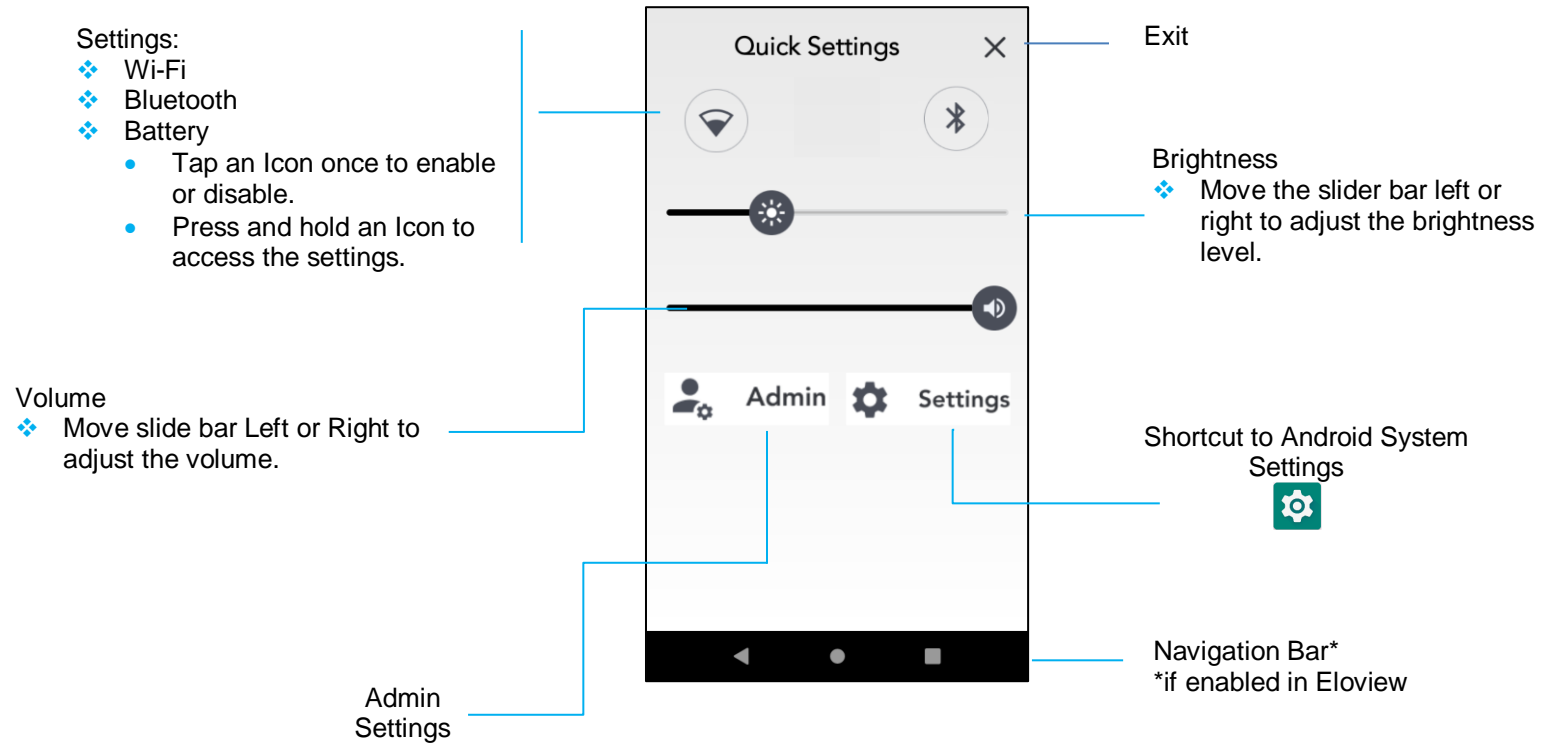 Settings:
Wi-Fi
Bluetooth
Battery
Tap an Icon once to enable
or disable.
Press and hold an Icon to
access the settings.
Volume
Move slide bar Left or Right to
adjust the volume.
Admin
Settings
Quick Settings
Admin
Settings
Exit
Brightness
Move the slider bar left or
right to adjust the brightness
level.
Shortcut to Android System
Settings
Navigation Bar*
*if enabled in Eloview